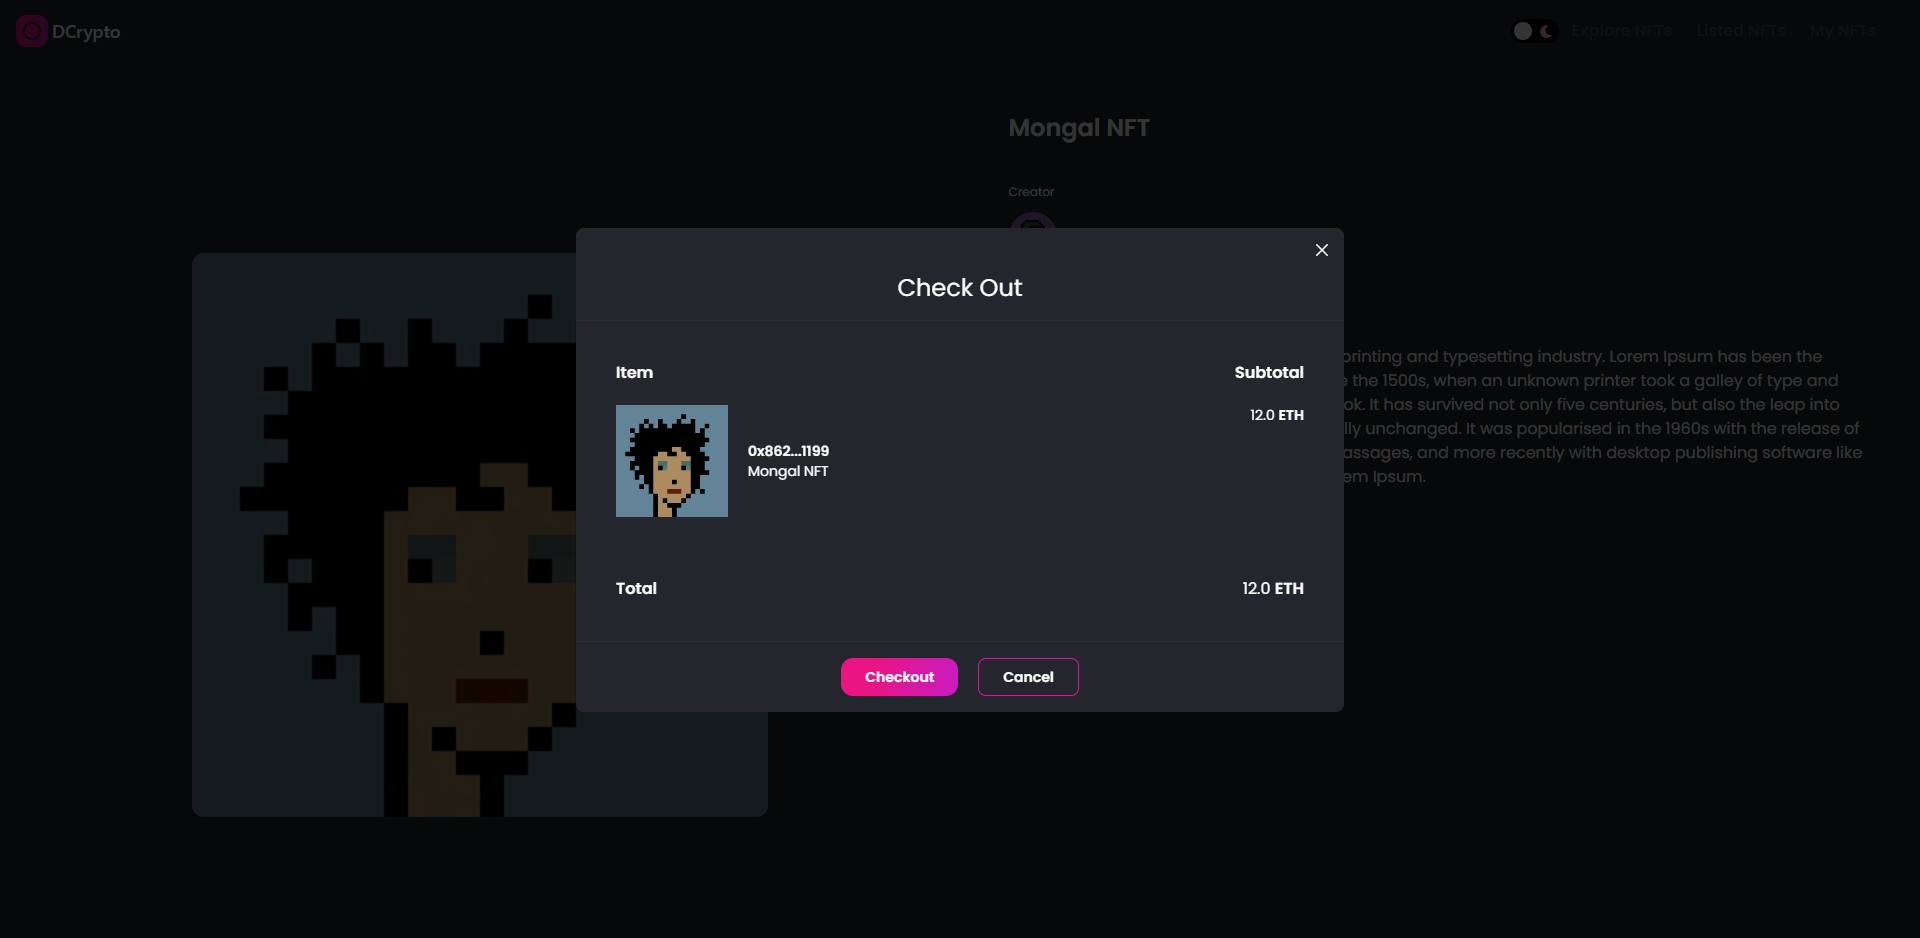 DCrypto
Explore NFTs
Listed NFTs
My NFTs
Mongal NFT
Creator
Check Out
Item
Subtotal
12.0 ETH
0x862...1199
Mongal NFT
Total
12.0 ETH
Checkout
Cancel
printing and typesetting industry. Lorem Ipsum has been the
the 1500s, when an unknown printer took a galley of type and
It has survived not only five centuries, but also the leap into
unchanged. It was popularised in the 1960s with the release of
and more recently with desktop publishing software like
Ipsum.